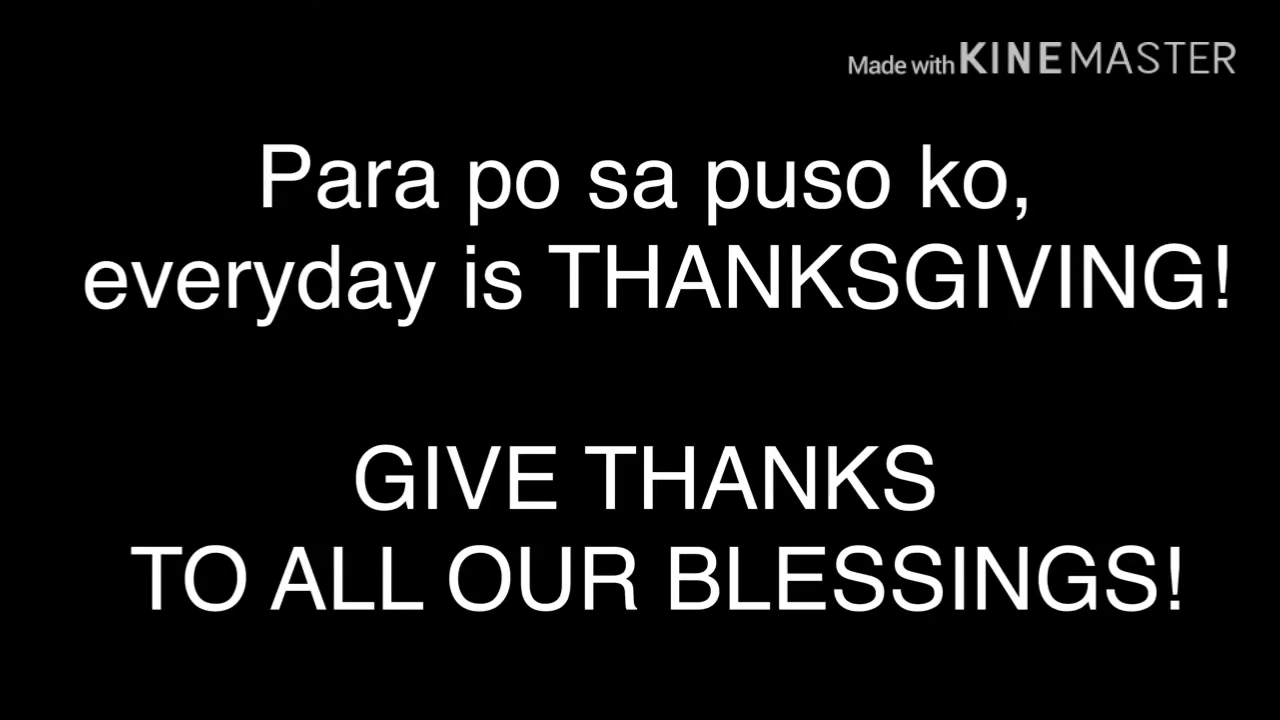 Made with KINEMASTER
Para po sa puso ko,
everyday is THANKSGIVING!
GIVE THANKS
TO ALL OUR BLESSINGS!